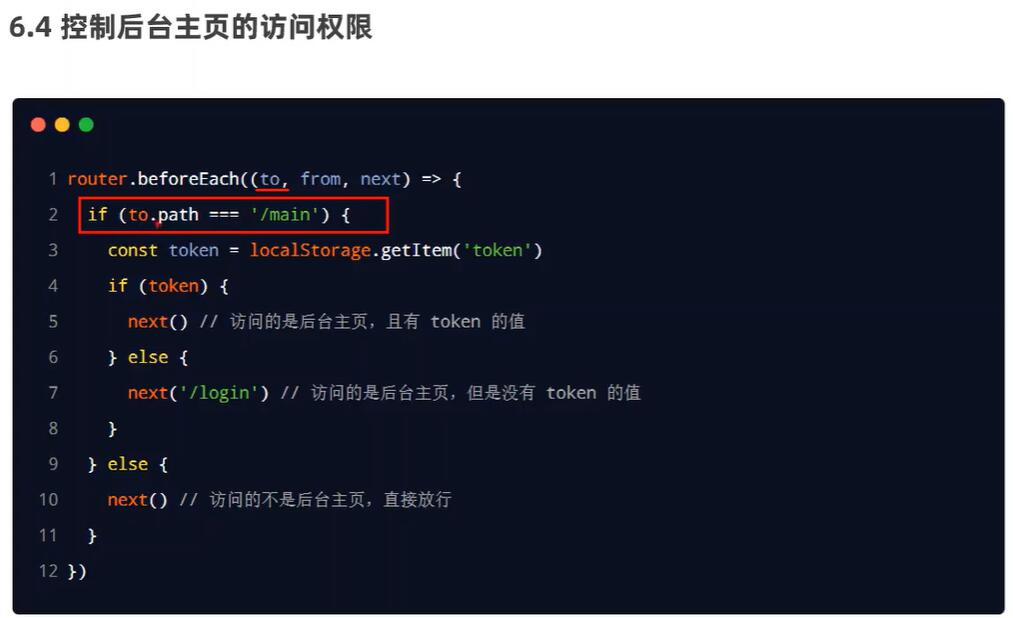 6.4 控制后台主页的访问权限
1 router.beforeEach((to, from, next) => {
2 if (to.path === '/main') {
3 const token = localStorage.getItem('token')
4 if (token) {
5 next() // 访问的是后台主页，且有 token 的值
6 } else {
7 next('/login') // 访问的是后台主页，但是没有 token 的值
8 }
9 } else {
10 next() // 访问的不是后台主页，直接放行
11 }
12 })